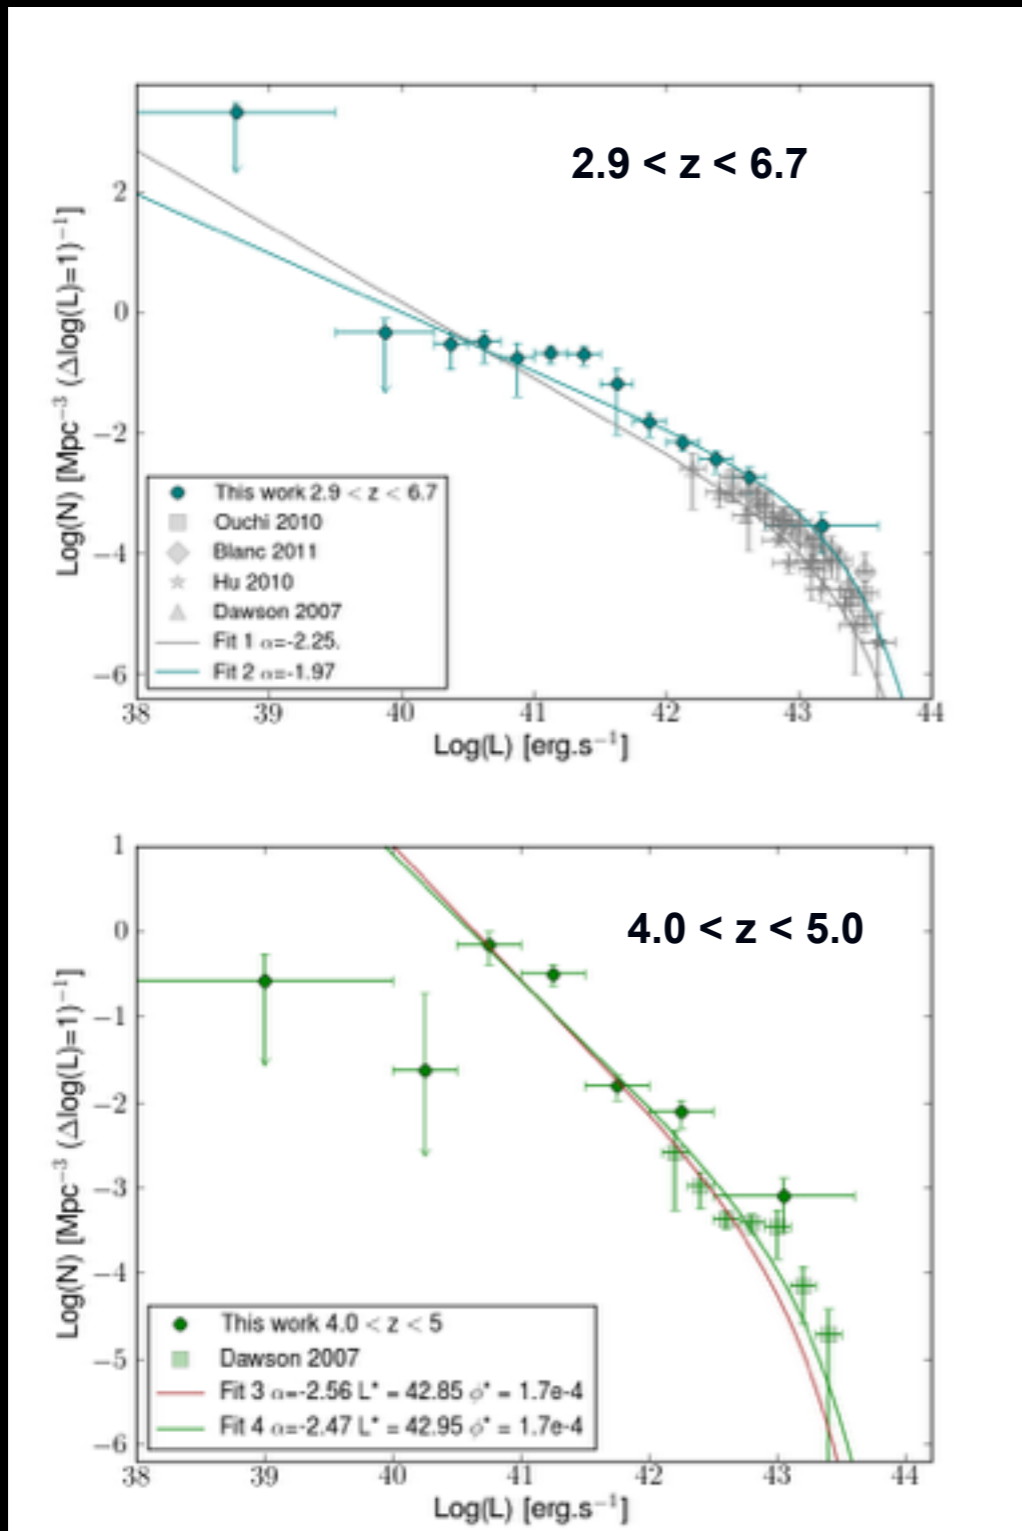 2.9 < z < 6.7
2
0
−2
−4
−6
Log(N) [Mpc⁻³ (Δlog(L)=1)⁻¹]
This work 2.9 < z < 6.7
Ouchi 2010
Blanc 2011
Hu 2010
Dawson 2007
Fit 1 α=-2.25.
Fit 2 α=-1.97
38 39 40 41 42 43 44
Log(L) [erg.s⁻¹]
4.0 < z < 5.0
1
0
−1
−2
−3
−4
−5
−6
Log(N) [Mpc⁻³ (Δlog(L)=1)⁻¹]
This work 4.0 < z < 5
Dawson 2007
Fit 3 α=-2.56 L* = 42.85 ϕ* = 1.7e-4
Fit 4 α=-2.47 L* = 42.95 ϕ* = 1.7e-4
38 39 40 41 42 43 44
Log(L) [erg.s⁻¹]